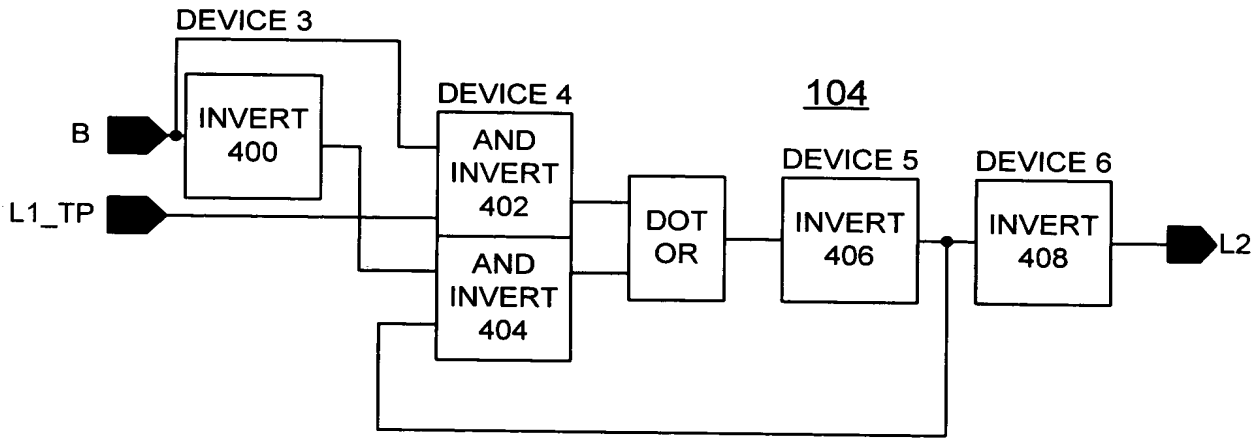 DEVICE 3
DEVICE 4
104
INVERT
400
B
AND
INVERT
402
DEVICE 5
DEVICE 6
L1_TP
DOT
OR
INVERT
406
INVERT
408
L2
AND
INVERT
404